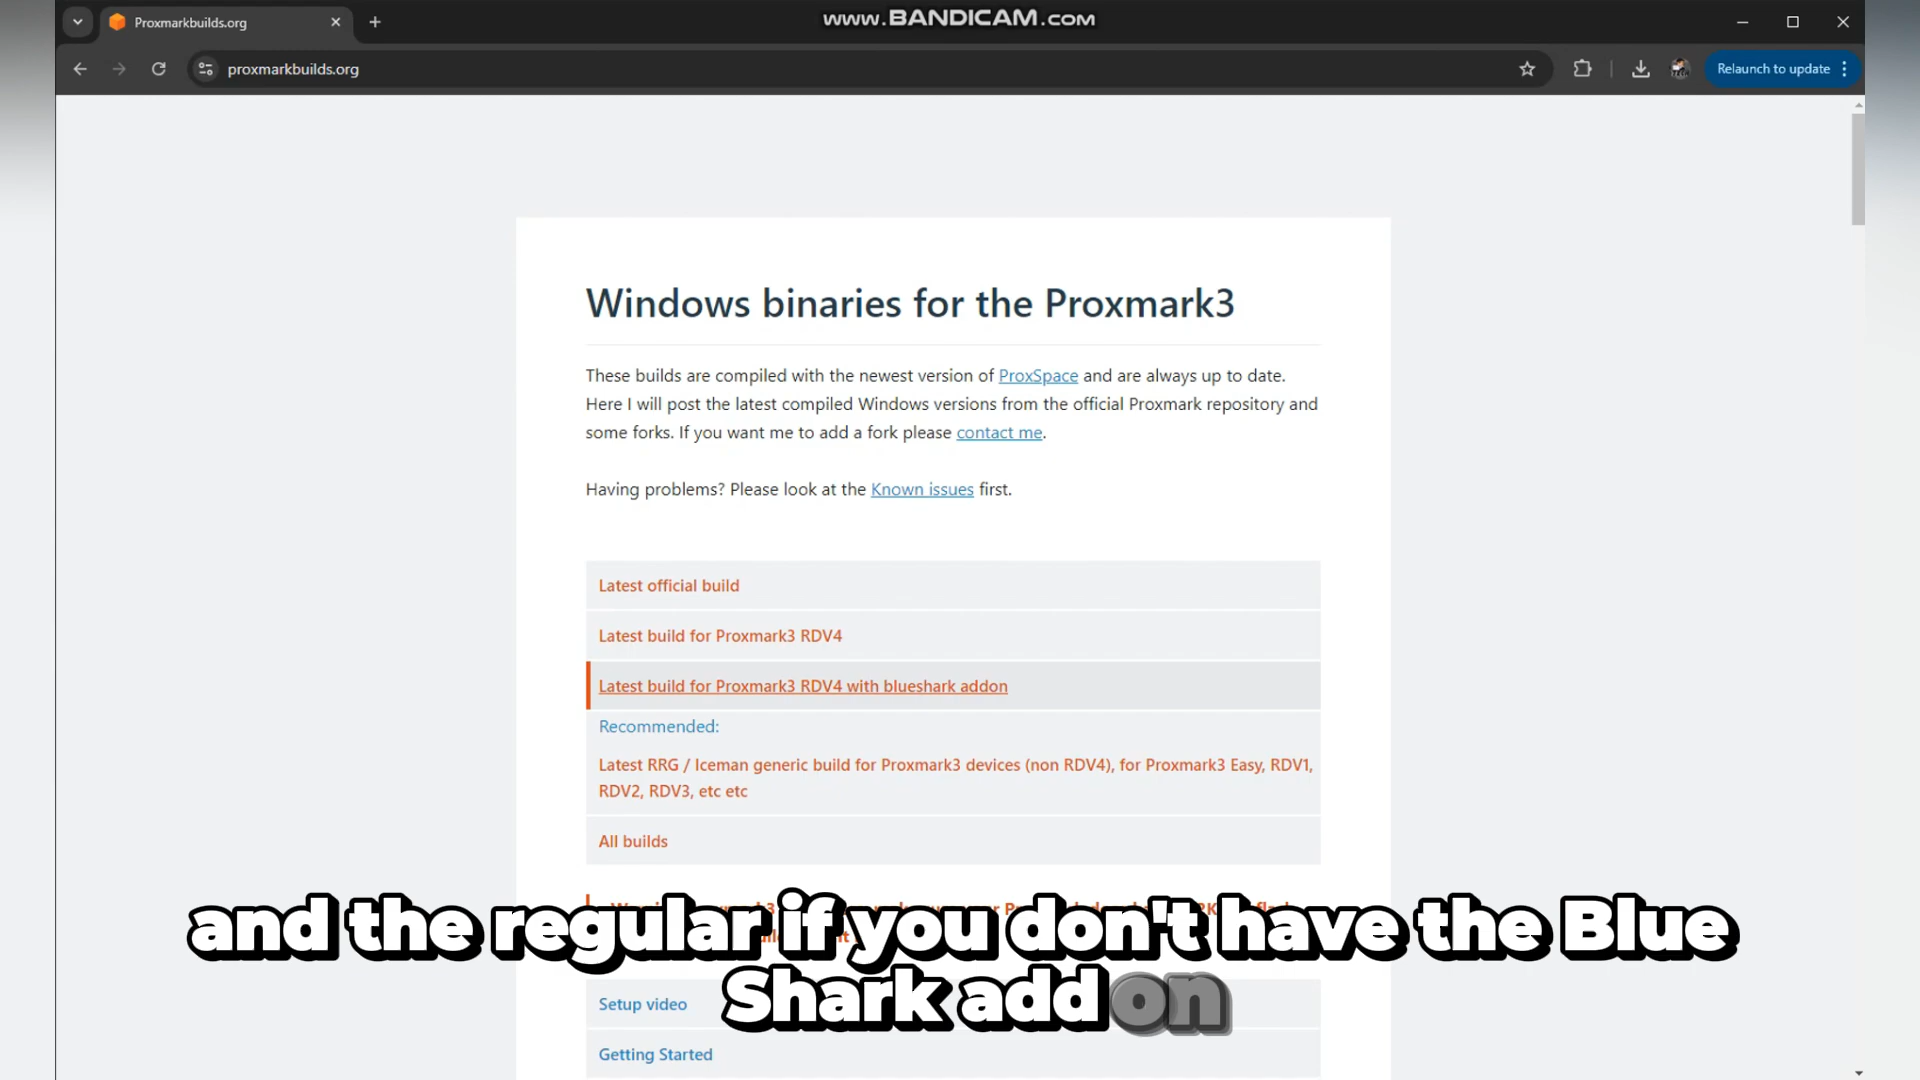 Proxmarkbuilds.org
www.BANDICAM.com
proxmarkbuilds.org
Relaunch to update
Windows binaries for the Proxmark3
These builds are compiled with the newest version of ProxSpace and are always up to date.
Here I will post the latest compiled Windows versions from the official Proxmark repository and
some forks. If you want me to add a fork please contact me.
Having problems? Please look at the Known issues first.
Latest official build
Latest build for Proxmark3 RDV4
Latest build for Proxmark3 RDV4 with blueshark addon
Recommended:
Latest RRG / Iceman generic build for Proxmark3 devices (non RDV4), for Proxmark3 Easy, RDV1,
RDV2, RDV3, etc etc
All builds
and the regular if you don't have the Blue
Shark add on
Setup video
Getting Started